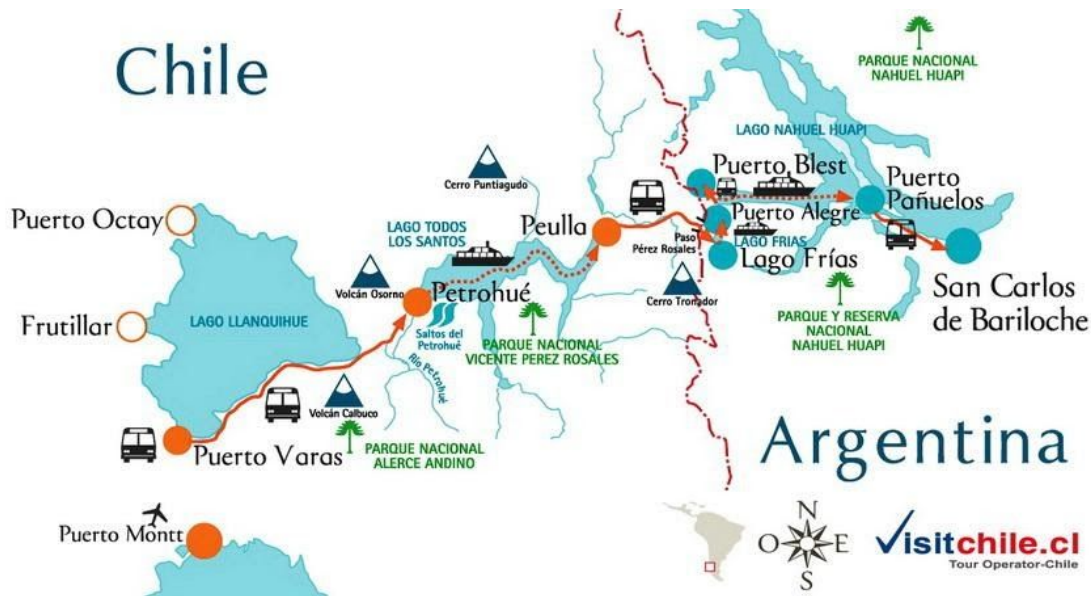 Chile
PARQUE NACIONAL
NAHUEL HUAPI
LAGO NAHUEL HUAPI
Cerro Puntiagudo
Puerto Blest
Puerto
Pañuelos
Puerto Octay
Peulla
Puerto Alegre
LAGO TODOS
LOS SANTOS
Paso
Pérez Rosales
LAGO FRIAS
Lago Frías
Volcán Osorno
Petrohué
Cerro Tronador
San Carlos
de Bariloche
Frutillar
LAGO LLANQUIHUE
Saltos del
Petrohué
PARQUE NACIONAL
VICENTE PEREZ ROSALES
PARQUE Y RESERVA
NACIONAL
NAHUEL HUAPI
Río Petrohué
Volcán Calbuco
Puerto Varas
PARQUE NACIONAL
ALERCE ANDINO
Argentina
Puerto Montt
N
O E
S
Visitchile.cl
Tour Operator-Chile